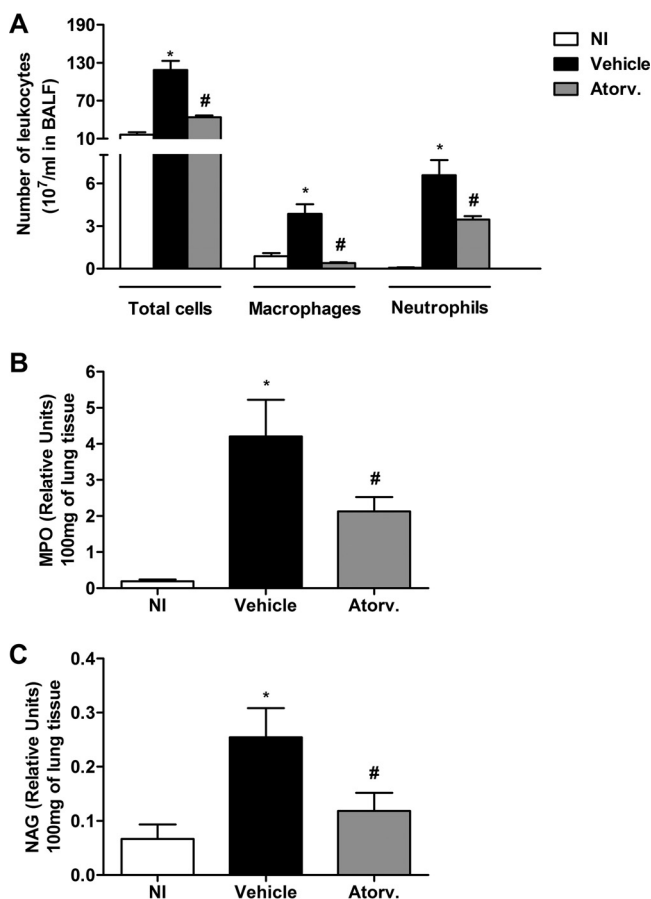 A
Number of leukocytes
(10⁷/ml in BALF)
190
130
70
10
6
3
0
* # * # * #
Total cells Macrophages Neutrophils
NI
Vehicle
Atorv.
B
MPO (Relative Units)
100mg of lung tissue
6
5
4
3
2
1
0
*
#
NI Vehicle Atorv.
C
NAG (Relative Units)
100mg of lung tissue
0.4
0.3
0.2
0.1
0.0
*
#
NI Vehicle Atorv.